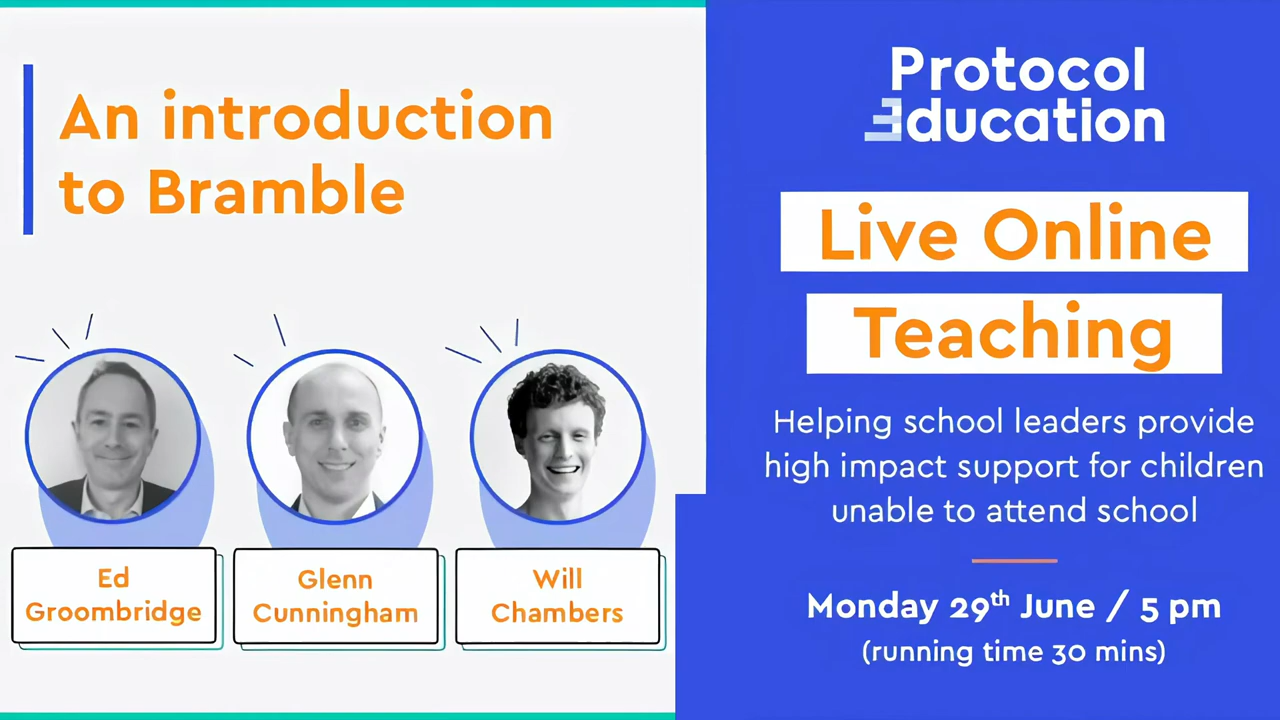 An introduction
to Bramble
Ed
Groombridge
Glenn
Cunningham
Will
Chambers
Protocol
Education
Live Online
Teaching
Helping school leaders provide
high impact support for children
unable to attend school
Monday 29th June / 5 pm
(running time 30 mins)